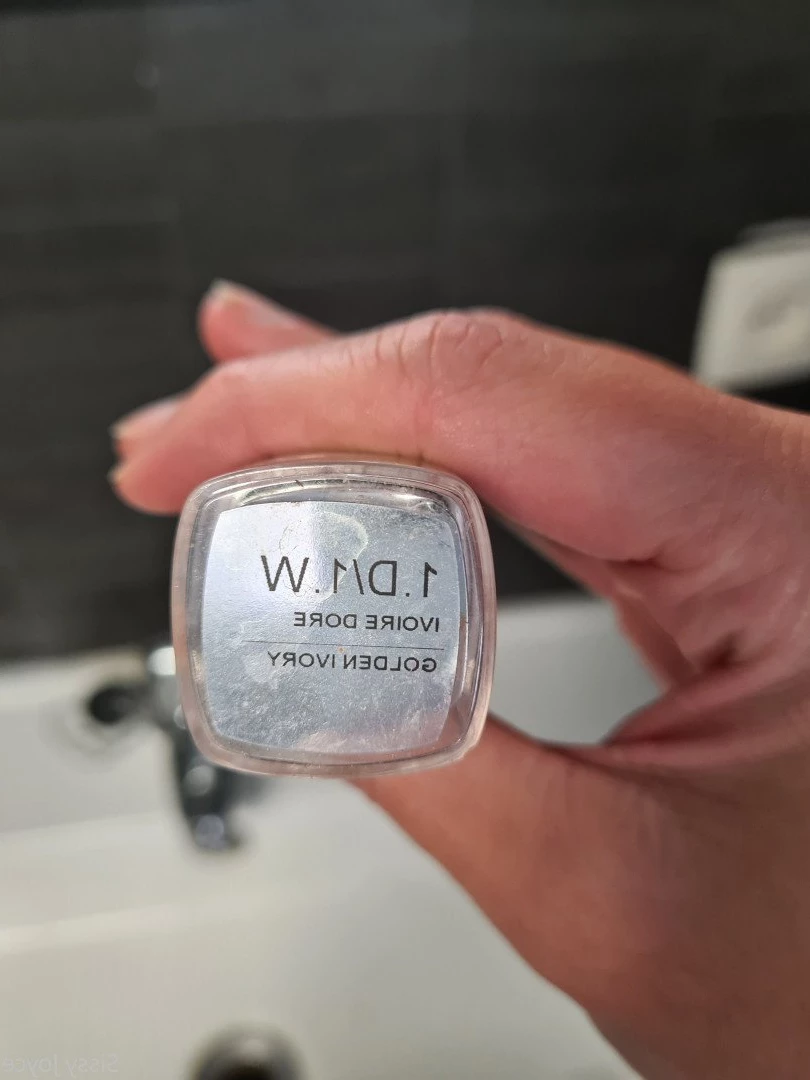 1.D/1.W
IVOIRE DORE
GOLDEN IVORY
Sissy Joyce